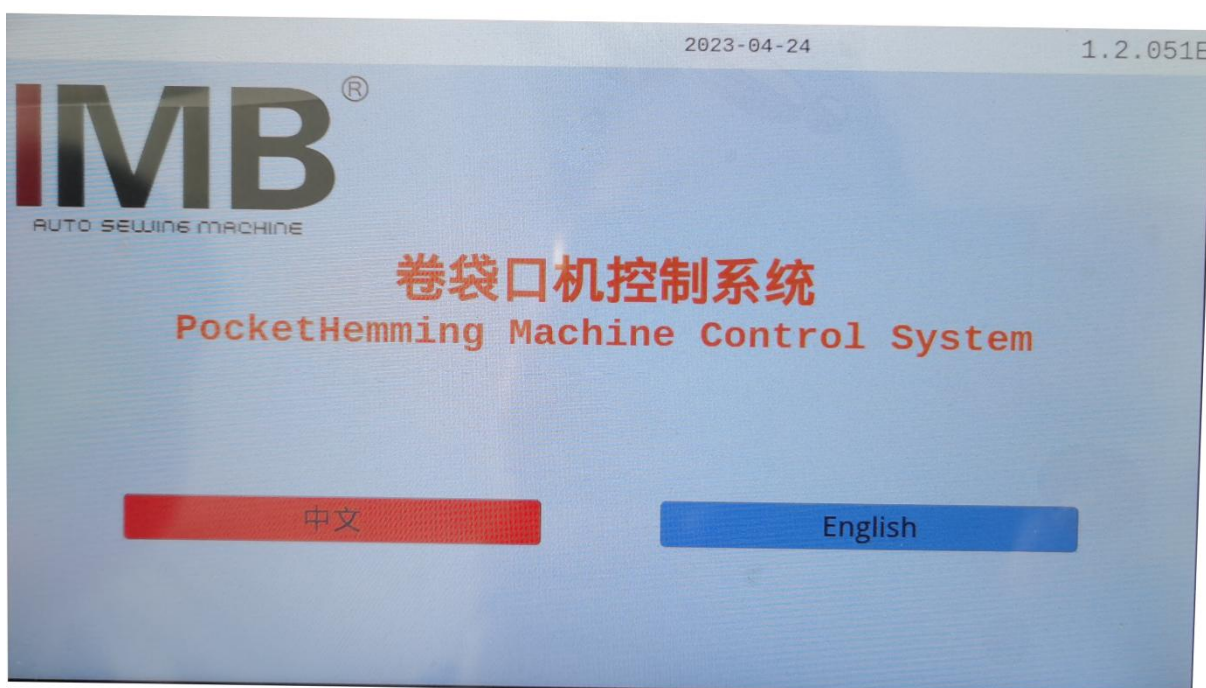 2023-04-24
1.2.051E
IMB®
AUTO SEWING MACHINE
卷袋口机控制系统
PocketHemming Machine Control System
中文
English